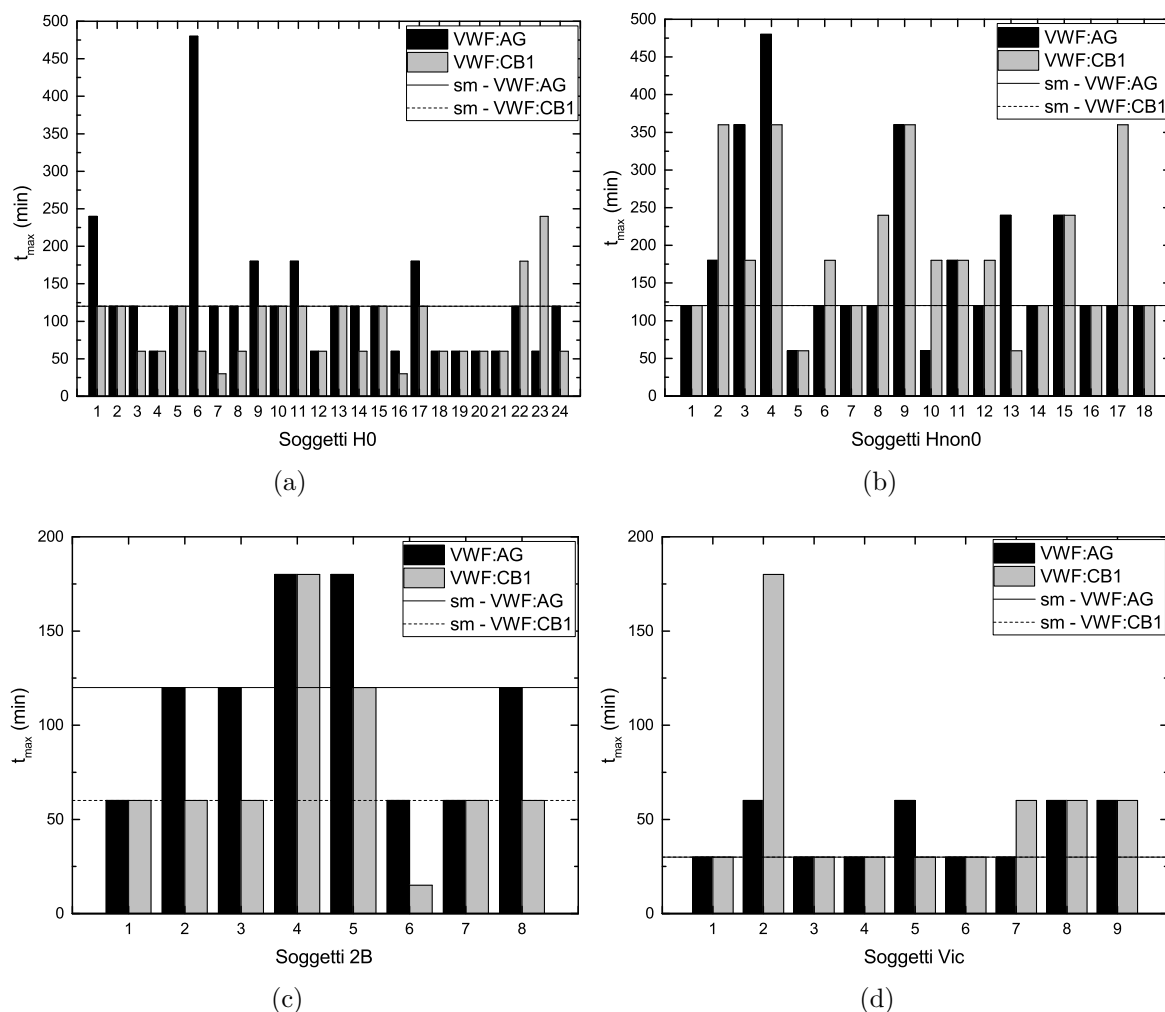 500
450
400
350
300
250
200
150
100
50
0
t_max (min)
VWF:AG
VWF:CB1
sm - VWF:AG
sm - VWF:CB1
1 2 3 4 5 6 7 8 9 10 11 12 13 14 15 16 17 18 19 20 21 22 23 24
Soggetti H0
(a)
500
450
400
350
300
250
200
150
100
50
0
t_max (min)
VWF:AG
VWF:CB1
sm - VWF:AG
sm - VWF:CB1
1 2 3 4 5 6 7 8 9 10 11 12 13 14 15 16 17 18
Soggetti Hnon0
(b)
200
150
100
50
0
t_max (min)
VWF:AG
VWF:CB1
sm - VWF:AG
sm - VWF:CB1
1 2 3 4 5 6 7 8
Soggetti 2B
(c)
200
150
100
50
0
t_max (min)
VWF:AG
VWF:CB1
sm - VWF:AG
sm - VWF:CB1
1 2 3 4 5 6 7 8 9
Soggetti Vic
(d)